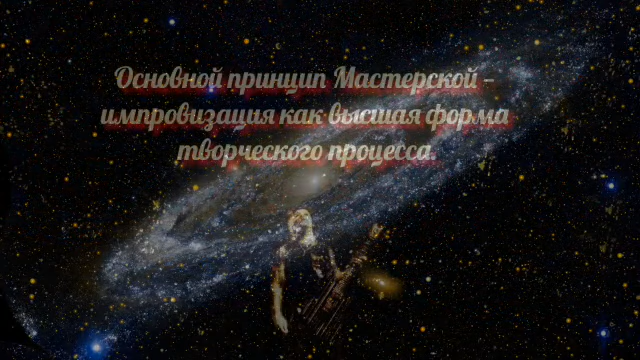 Основной принцип Мастерской –
импровизация как высшая форма
творческого процесса.